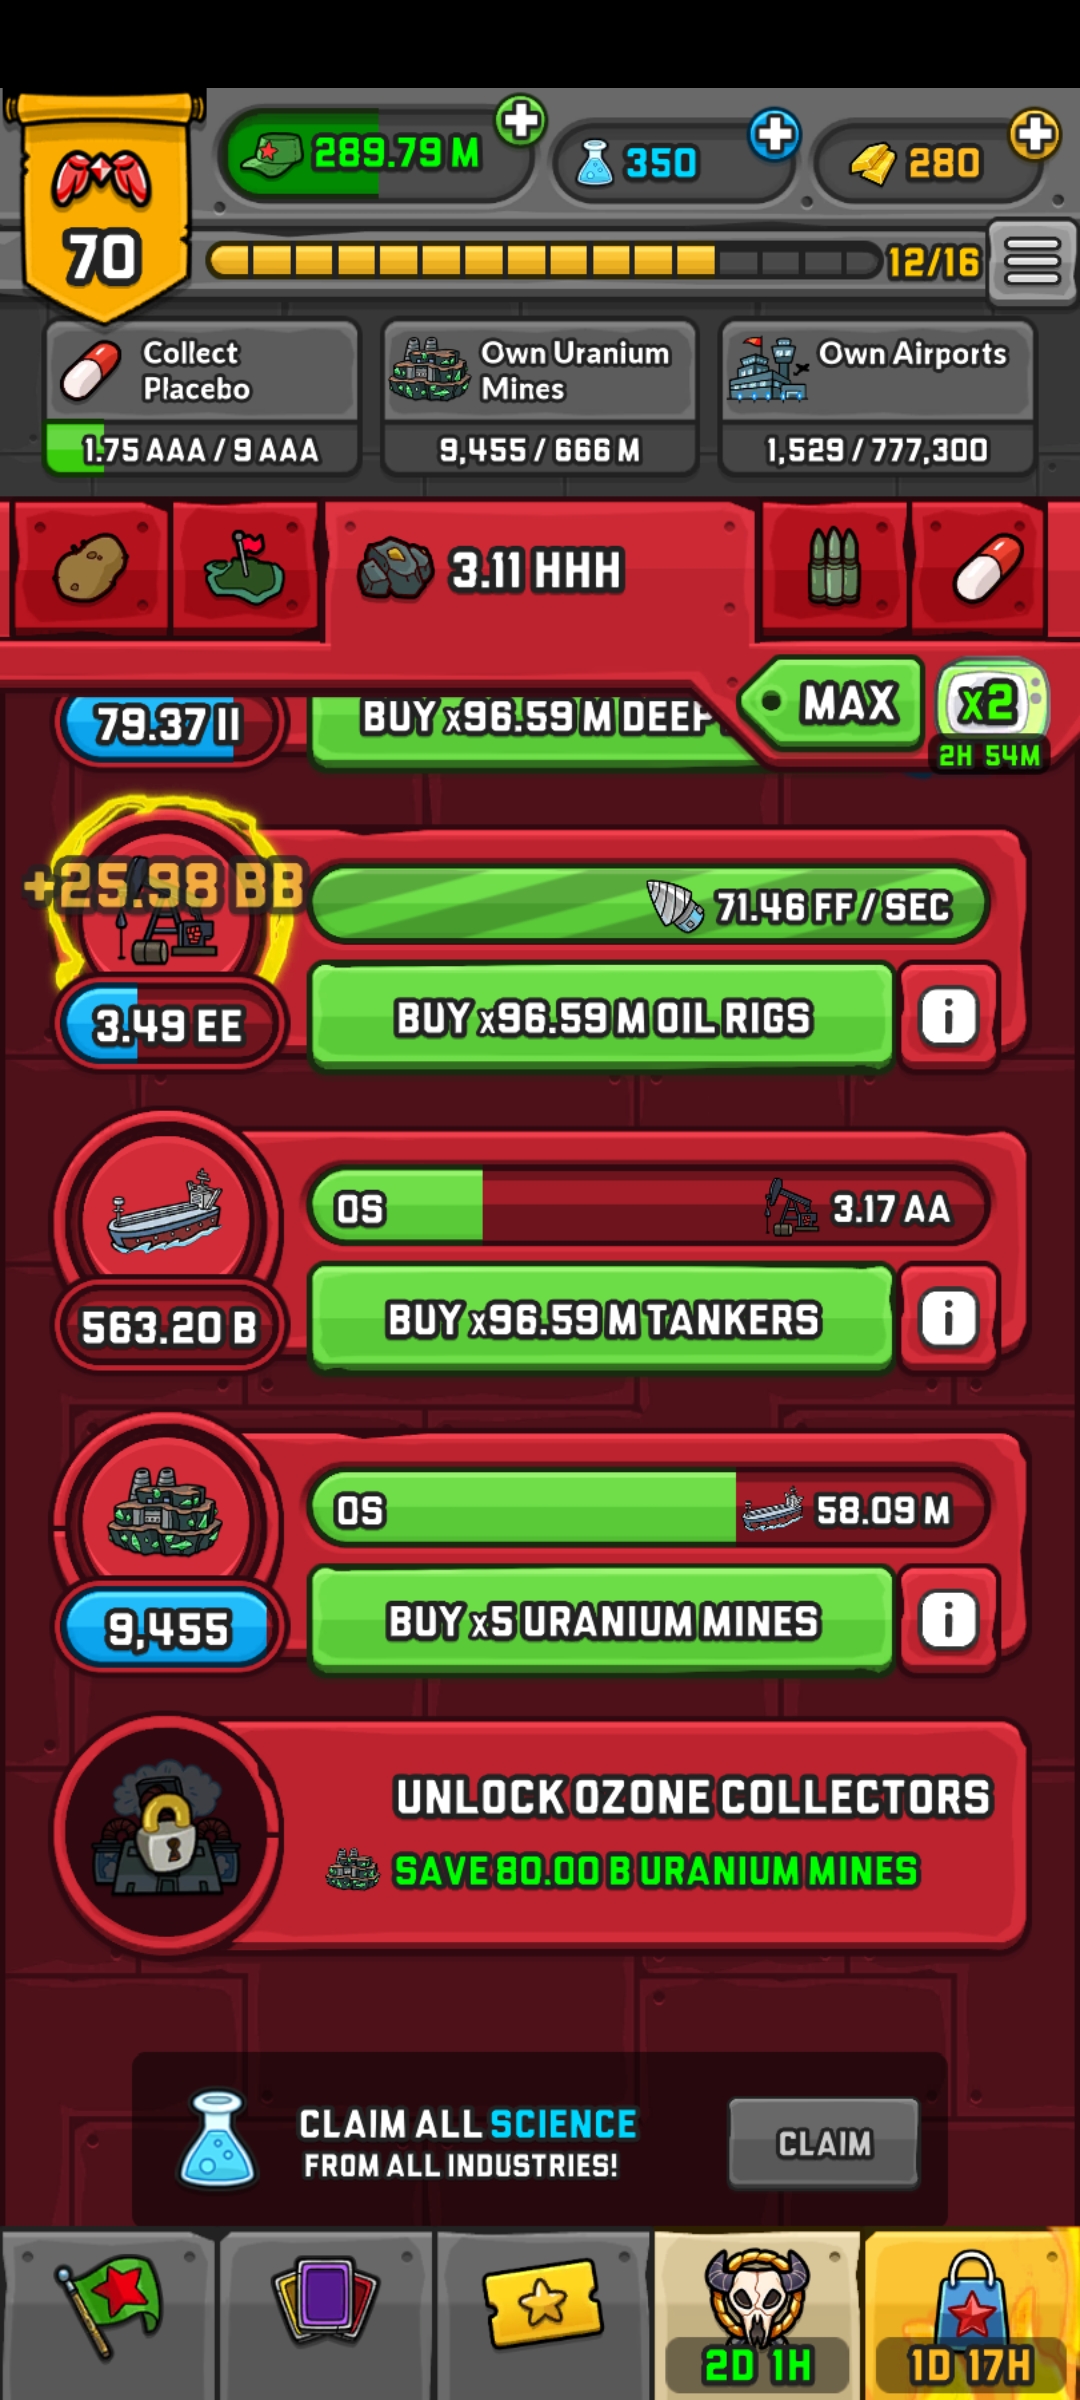 289.79 M
350
280
70
12/16
Collect
Placebo
Own Uranium
Mines
Own Airports
1.75 AAA / 9 AAA
9,455 / 666 M
1,529 / 777,300
3.11 HHH
MAX
x2
2H 54M
79.37 II
BUY x96.59 M DEEP
+25.98 BB
71.46 FF / SEC
3.49 EE
BUY x96.59 M OIL RIGS
i
0S
3.17 AA
563.20 B
BUY x96.59 M TANKERS
i
0S
58.09 M
9,455
BUY x5 URANIUM MINES
i
UNLOCK OZONE COLLECTORS
SAVE 80.00 B URANIUM MINES
CLAIM ALL SCIENCE
FROM ALL INDUSTRIES!
CLAIM
2D 1H
1D 17H